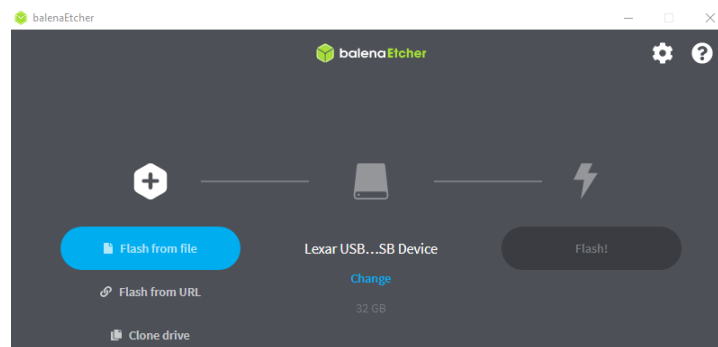 balenaEtcher
balenaEtcher
Flash from file
Lexar USB...SB Device
Flash!
Change
Flash from URL
32 GB
Clone drive